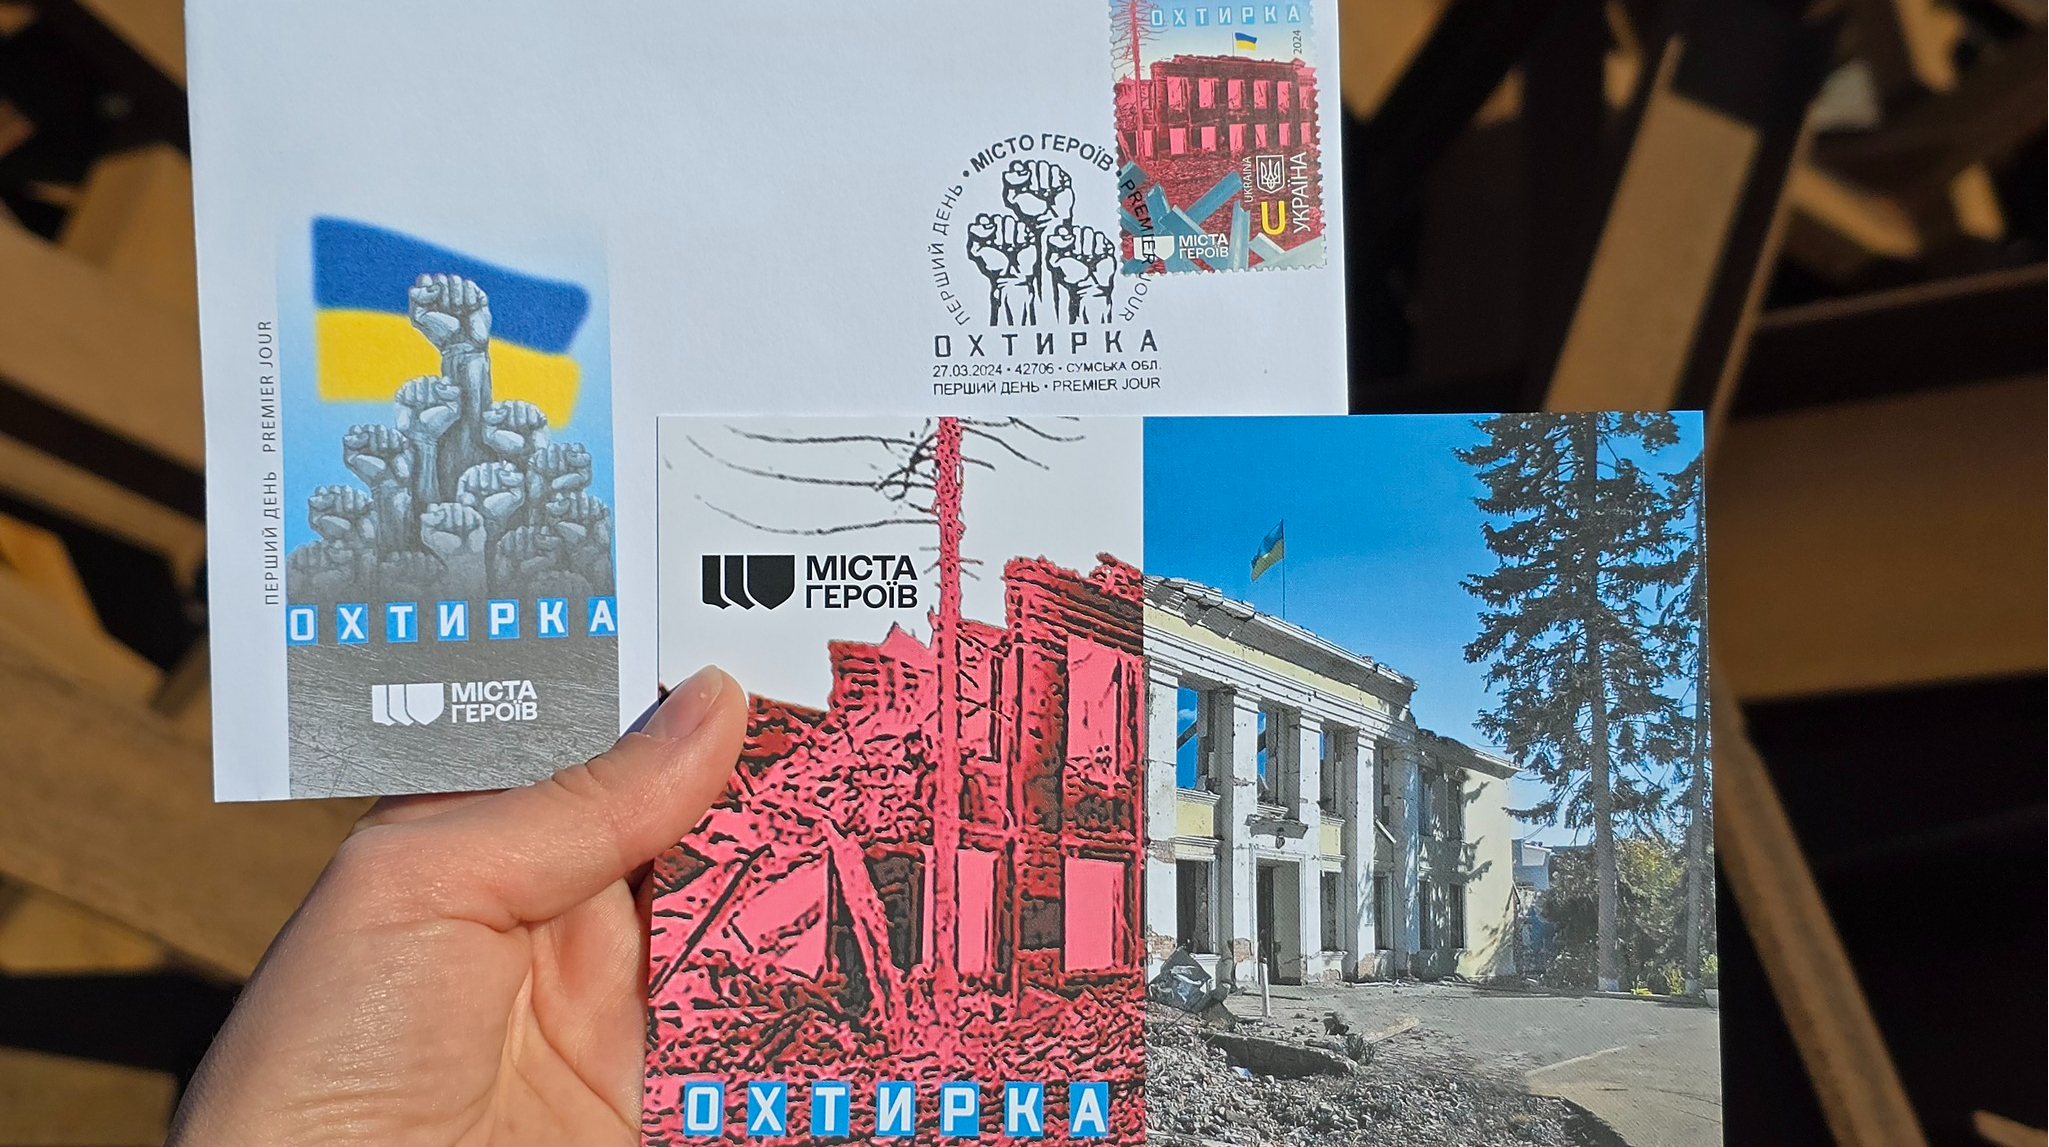 ОХТИРКА
2024
UKRAINE
УКРАЇНА
U
МІСТА
ГЕРОЇВ
ПЕРШИЙ ДЕНЬ • МІСТО ГЕРОЇВ • PREMIER JOUR
ОХТИРКА
27.03.2024 • 42706 • СУМСЬКА ОБЛ.
ПЕРШИЙ ДЕНЬ • PREMIER JOUR
ПЕРШИЙ ДЕНЬ PREMIER JOUR
ОХТИРКА
МІСТА
ГЕРОЇВ
МІСТА
ГЕРОЇВ
ОХТИРКА